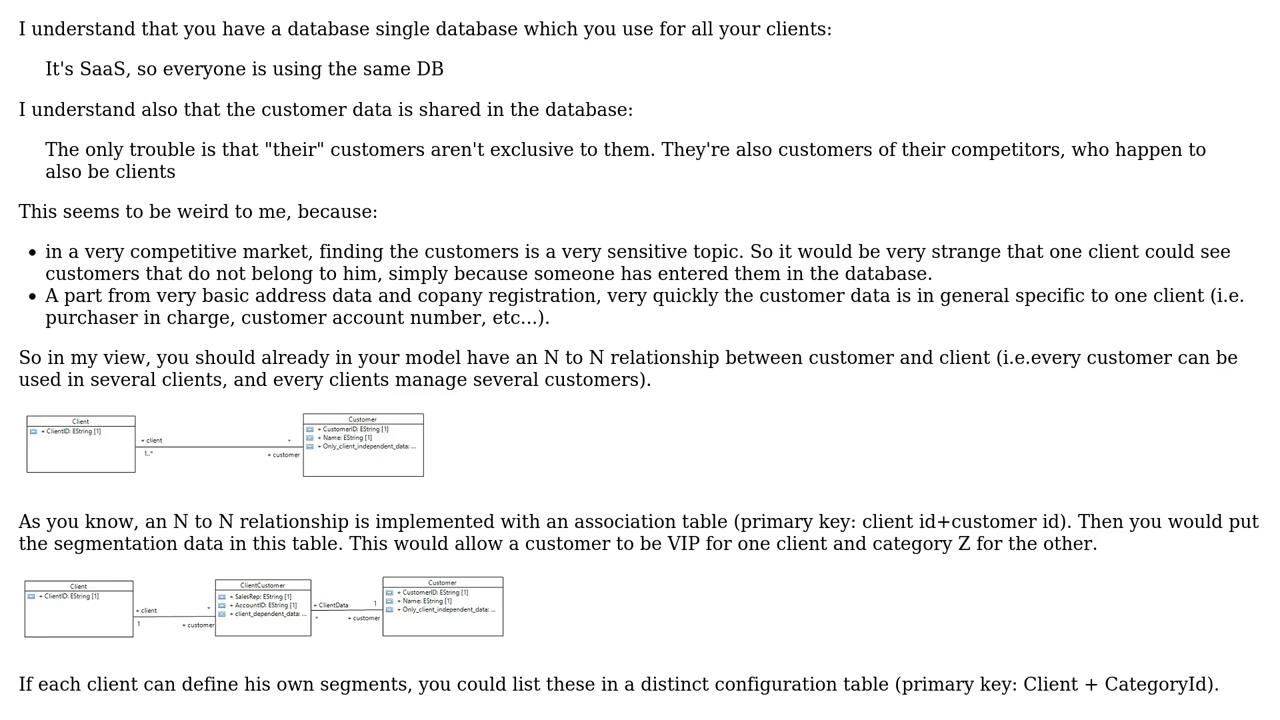 I understand that you have a database single database which you use for all your clients:
It's SaaS, so everyone is using the same DB
I understand also that the customer data is shared in the database:
The only trouble is that "their" customers aren't exclusive to them. They're also customers of their competitors, who happen to
also be clients
This seems to be weird to me, because:
• in a very competitive market, finding the customers is a very sensitive topic. So it would be very strange that one client could see
customers that do not belong to him, simply because someone has entered them in the database.
• A part from very basic address data and copany registration, very quickly the customer data is in general specific to one client (i.e.
purchaser in charge, customer account number, etc...).
So in my view, you should already in your model have an N to N relationship between customer and client (i.e.every customer can be
used in several clients, and every clients manage several customers).
Client
+ ClientID: EString [1]
+ client
1..*
*
+ customer
Customer
+ CustomerID: EString [1]
+ Name: EString [1]
+ Only_client_independent_data: ...
As you know, an N to N relationship is implemented with an association table (primary key: client id+customer id). Then you would put
the segmentation data in this table. This would allow a customer to be VIP for one client and category Z for the other.
Client
+ ClientID: EString [1]
+ client
1
*
+ customer
ClientCustomer
+ SalesRep: EString [1]
+ AccountID: EString [1]
+ client_dependent_data: ...
+ ClientData
*
1
+ customer
Customer
+ CustomerID: EString [1]
+ Name: EString [1]
+ Only_client_independent_data: ...
If each client can define his own segments, you could list these in a distinct configuration table (primary key: Client + CategoryId).